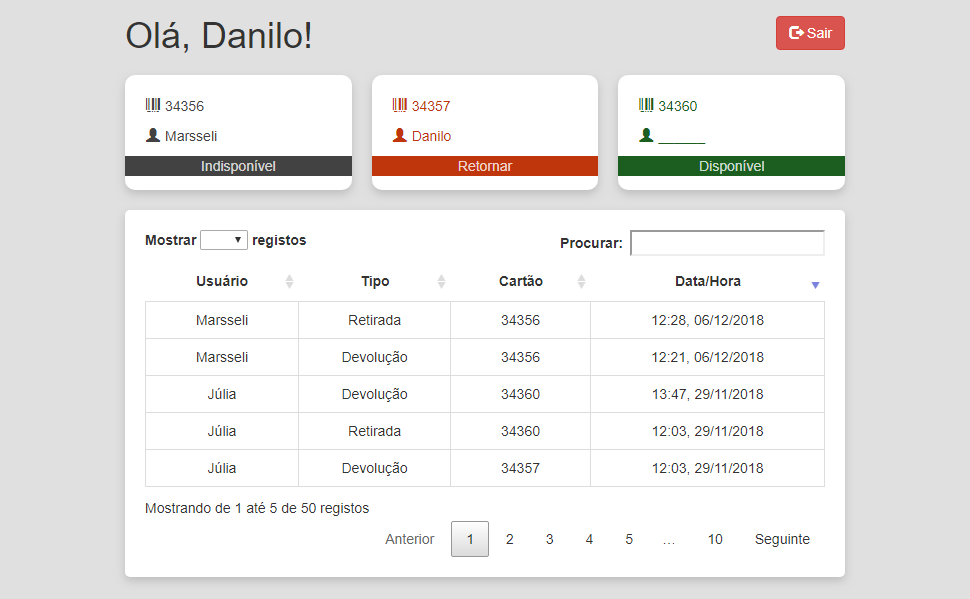 Olá, Danilo!
Sair
34356
Marsseli
Indisponível
34357
Danilo
Retornar
34360
_______
Disponível
Mostrar registos
Procurar:
Usuário Tipo Cartão Data/Hora
Marsseli Retirada 34356 12:28, 06/12/2018
Marsseli Devolução 34356 12:21, 06/12/2018
Júlia Devolução 34360 13:47, 29/11/2018
Júlia Retirada 34360 12:03, 29/11/2018
Júlia Devolução 34357 12:03, 29/11/2018
Mostrando de 1 até 5 de 50 registos
Anterior 1 2 3 4 5 … 10 Seguinte